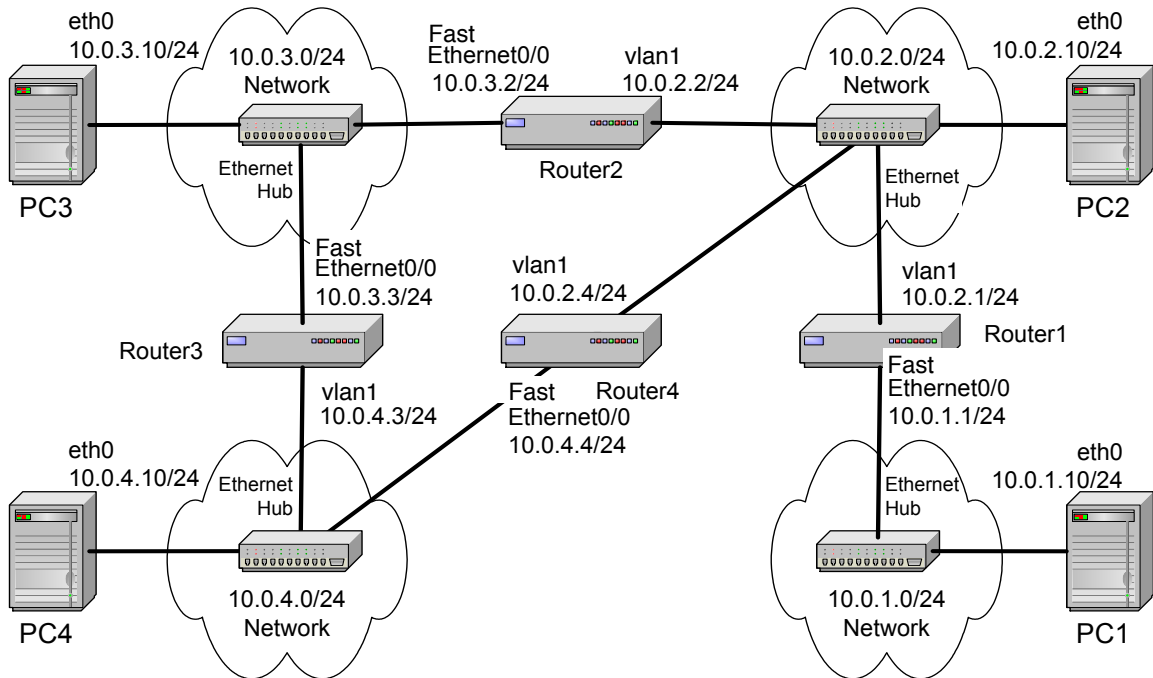 eth0
10.0.3.10/24
PC3
10.0.3.0/24
Network
Ethernet
Hub
Fast
Ethernet0/0
10.0.3.2/24
vlan1
10.0.2.2/24
Router2
10.0.2.0/24
Network
Ethernet
Hub
eth0
10.0.2.10/24
PC2
Fast
Ethernet0/0
10.0.3.3/24
Router3
vlan1
10.0.4.3/24
vlan1
10.0.2.4/24
Router4
Fast
Ethernet0/0
10.0.4.4/24
vlan1
10.0.2.1/24
Router1
Fast
Ethernet0/0
10.0.1.1/24
eth0
10.0.4.10/24
PC4
Ethernet
Hub
10.0.4.0/24
Network
Ethernet
Hub
10.0.1.0/24
Network
eth0
10.0.1.10/24
PC1